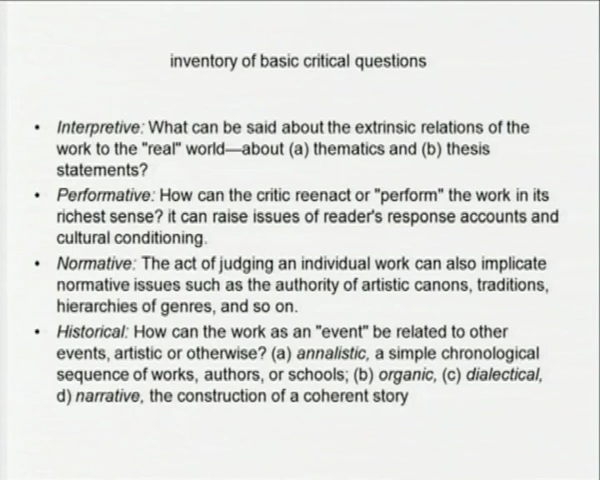 inventory of basic critical questions
• Interpretive: What can be said about the extrinsic relations of the
work to the "real" world—about (a) thematics and (b) thesis
statements?
• Performative: How can the critic reenact or "perform" the work in its
richest sense? it can raise issues of reader's response accounts and
cultural conditioning.
• Normative: The act of judging an individual work can also implicate
normative issues such as the authority of artistic canons, traditions,
hierarchies of genres, and so on.
• Historical: How can the work as an "event" be related to other
events, artistic or otherwise? (a) annalistic, a simple chronological
sequence of works, authors, or schools; (b) organic, (c) dialectical,
d) narrative, the construction of a coherent story